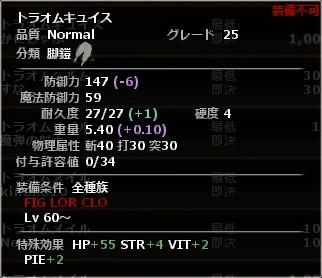 装備不可
トラオムキュイス
品質 Normal グレード 25
分類 脚鎧
防御力 147 (-6)
魔法防御力 59
耐久度 27/27 (+1) 硬度 4
重量 5.40 (+0.10)
物理属性 斬40 打30 突30
付与許容値 0/34
装備条件 全種族
FIG LOR CLO
Lv 60～
特殊効果 HP+55 STR+4 VIT+2
PIE+2